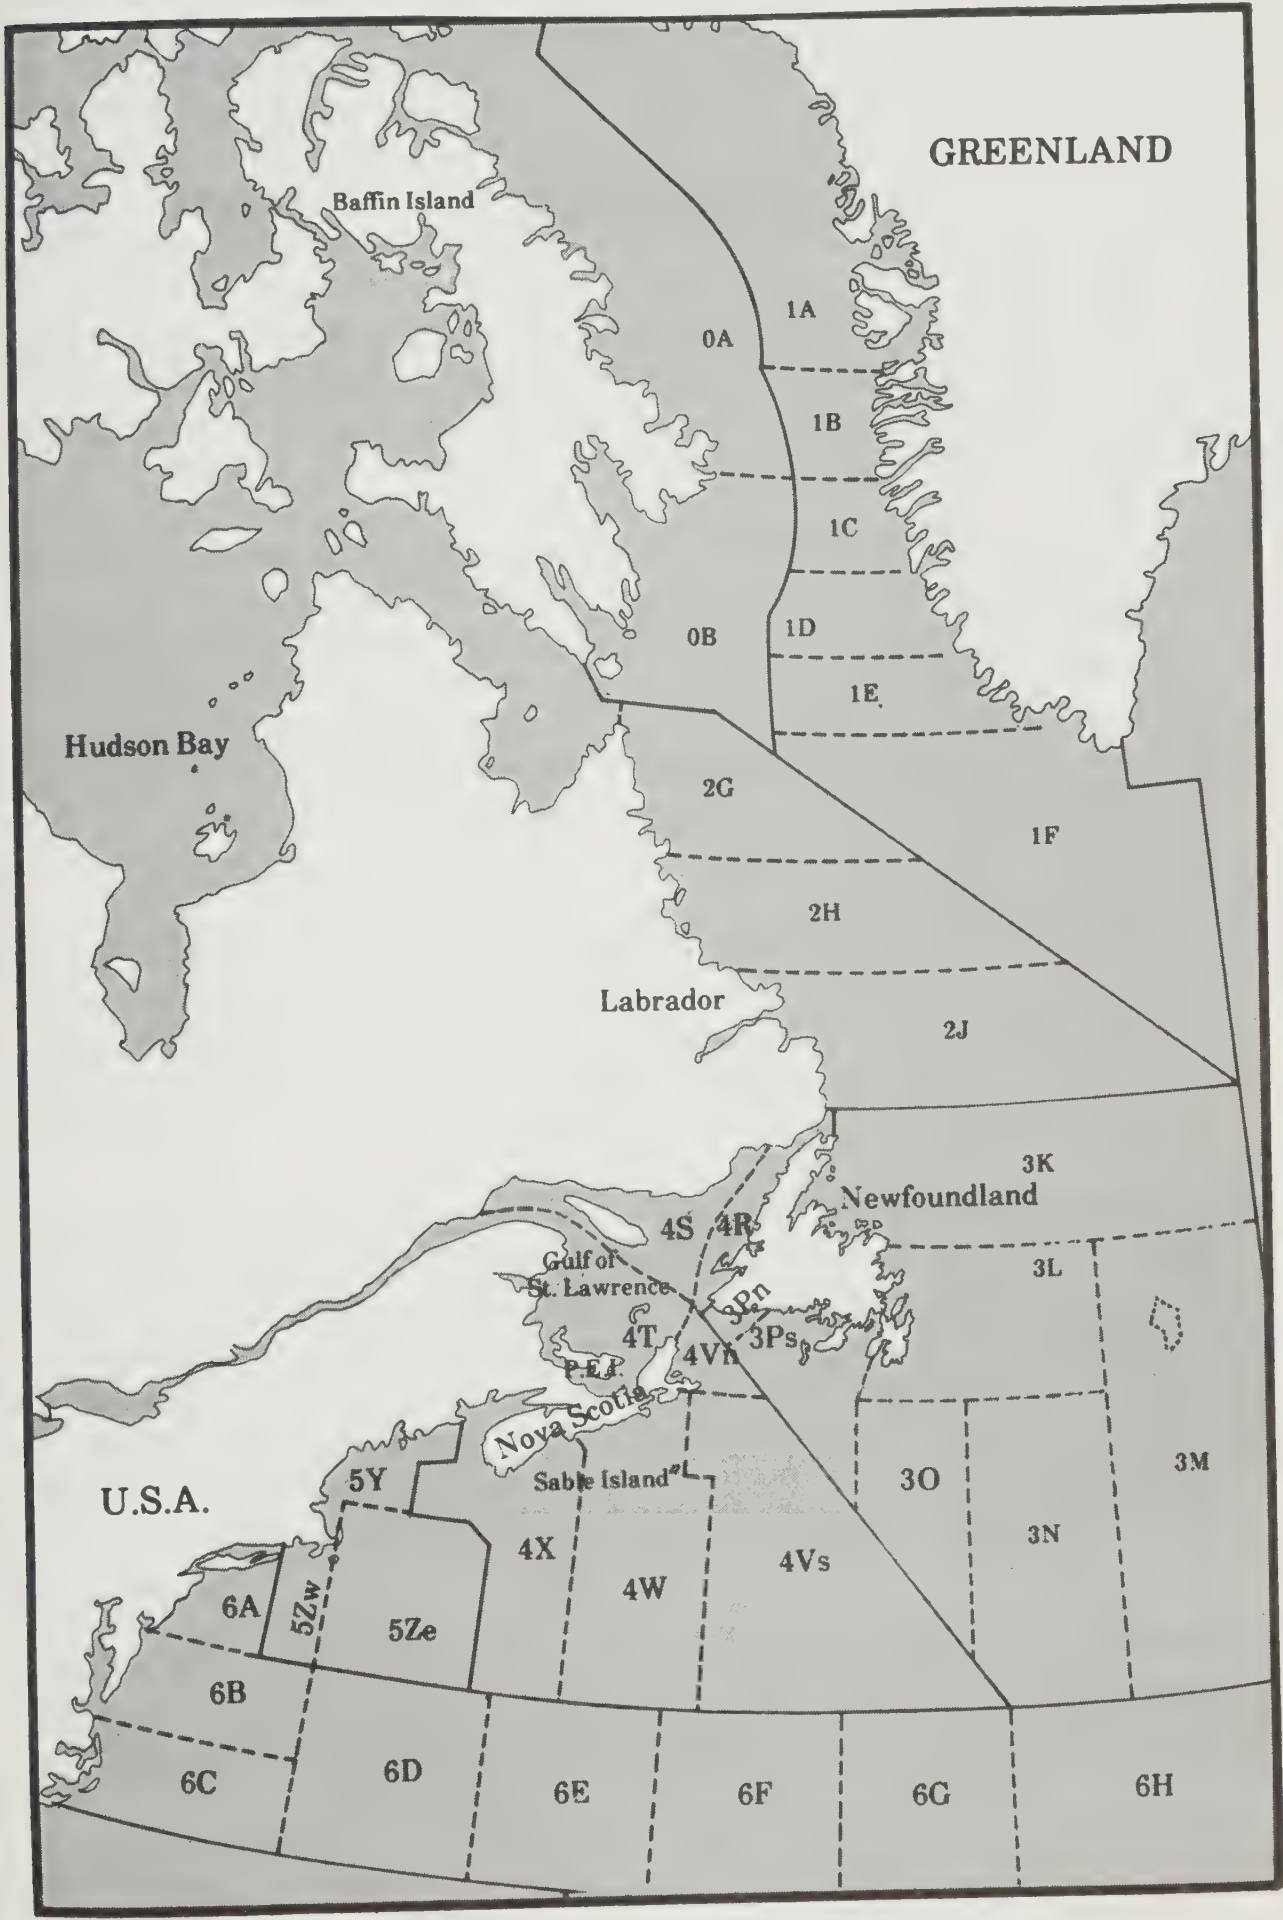 GREENLAND
Baffin Island
1A
0A
1B
1C
1D
0B
1E
Hudson Bay
2G
1F
2H
Labrador
2J
3K
Newfoundland
4S
4R
Gulf of
St. Lawrence
3L
3Pn
4T
3Ps
4Vn
P.E.I.
Nova Scotia
3M
5Y
Sable Island
3O
U.S.A.
3N
4X
4Vs
4W
6A
5Zw
5Ze
6B
6D
6C
6E
6F
6G
6H